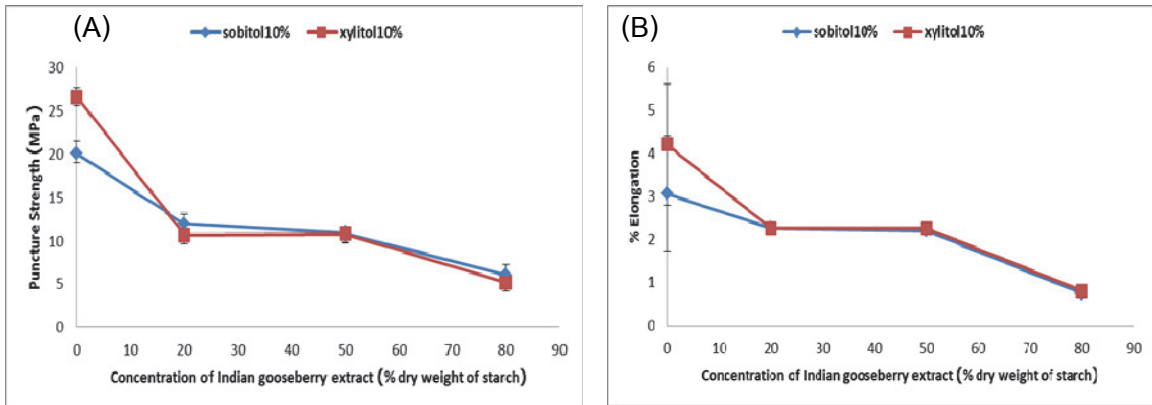 (A)
sobitol10%
xylitol10%
Puncture Strength (MPa)
30
25
20
15
10
5
0
0 10 20 30 40 50 60 70 80 90
Concentration of Indian gooseberry extract (% dry weight of starch)
(B)
sobitol10%
xylitol10%
% Elongation
6
5
4
3
2
1
0
0 10 20 30 40 50 60 70 80 90
Concentration of Indian gooseberry extract (% dry weight of starch)